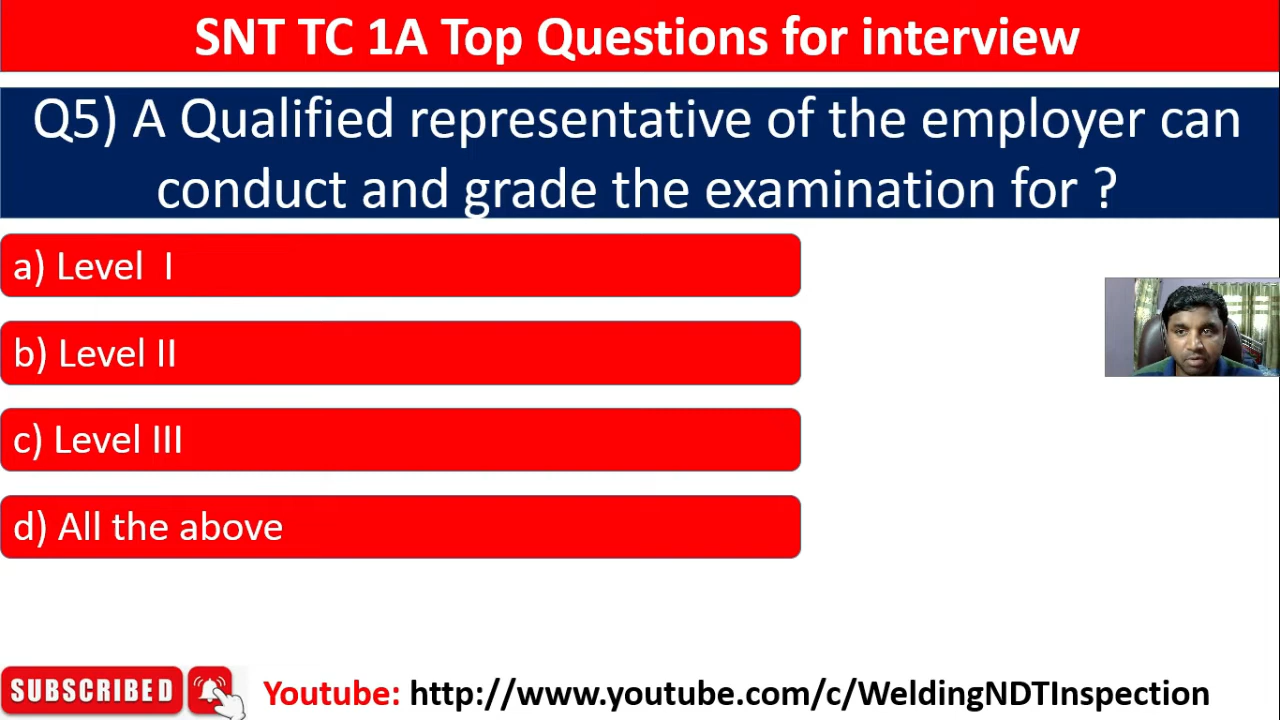 SNT TC 1A Top Questions for interview
Q5) A Qualified representative of the employer can
conduct and grade the examination for ?
a) Level I
b) Level II
c) Level III
d) All the above
SUBSCRIBED
Youtube: http://www.youtube.com/c/WeldingNDTInspection